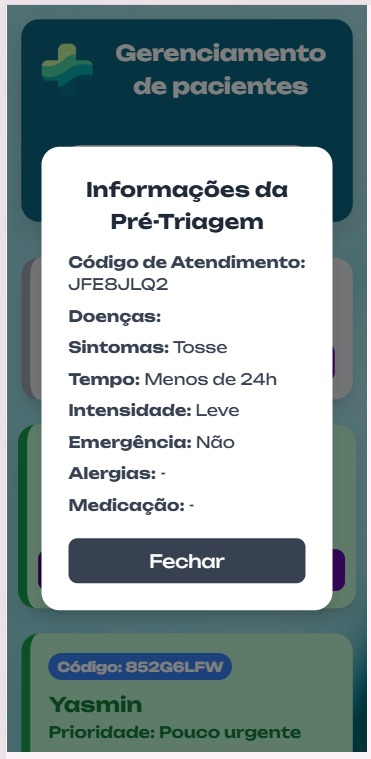 Gerenciamento
de pacientes
Informações da
Pré-Triagem
Código de Atendimento:
JFE8JLQ2
Doenças:
Sintomas: Tosse
Tempo: Menos de 24h
Intensidade: Leve
Emergência: Não
Alergias: -
Medicação: -
Fechar
Código: 852G6LFW
Yasmin
Prioridade: Pouco urgente